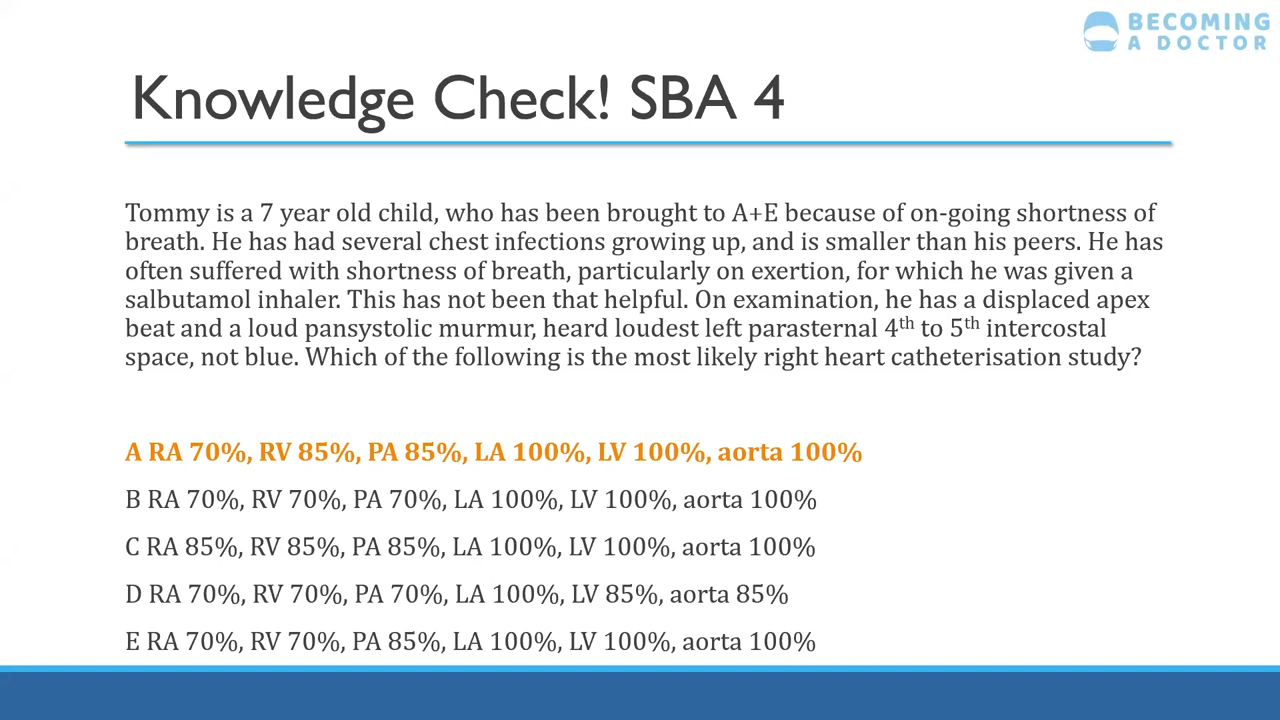 BECOMING
A DOCTOR
Knowledge Check! SBA 4
Tommy is a 7 year old child, who has been brought to A+E because of on-going shortness of
breath. He has had several chest infections growing up, and is smaller than his peers. He has
often suffered with shortness of breath, particularly on exertion, for which he was given a
salbutamol inhaler. This has not been that helpful. On examination, he has a displaced apex
beat and a loud pansystolic murmur, heard loudest left parasternal 4th to 5th intercostal
space, not blue. Which of the following is the most likely right heart catheterisation study?
A RA 70%, RV 85%, PA 85%, LA 100%, LV 100%, aorta 100%
B RA 70%, RV 70%, PA 70%, LA 100%, LV 100%, aorta 100%
C RA 85%, RV 85%, PA 85%, LA 100%, LV 100%, aorta 100%
D RA 70%, RV 70%, PA 70%, LA 100%, LV 85%, aorta 85%
E RA 70%, RV 70%, PA 85%, LA 100%, LV 100%, aorta 100%